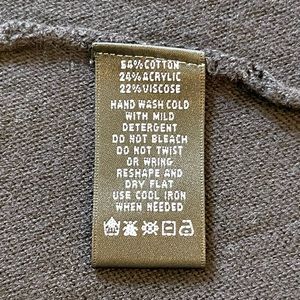 54% COTTON
24% ACRYLIC
22% VISCOSE
HAND WASH COLD
WITH MILD
DETERGENT
DO NOT BLEACH
DO NOT TWIST
OR WRING
RESHAPE AND
DRY FLAT
USE COOL IRON
WHEN NEEDED